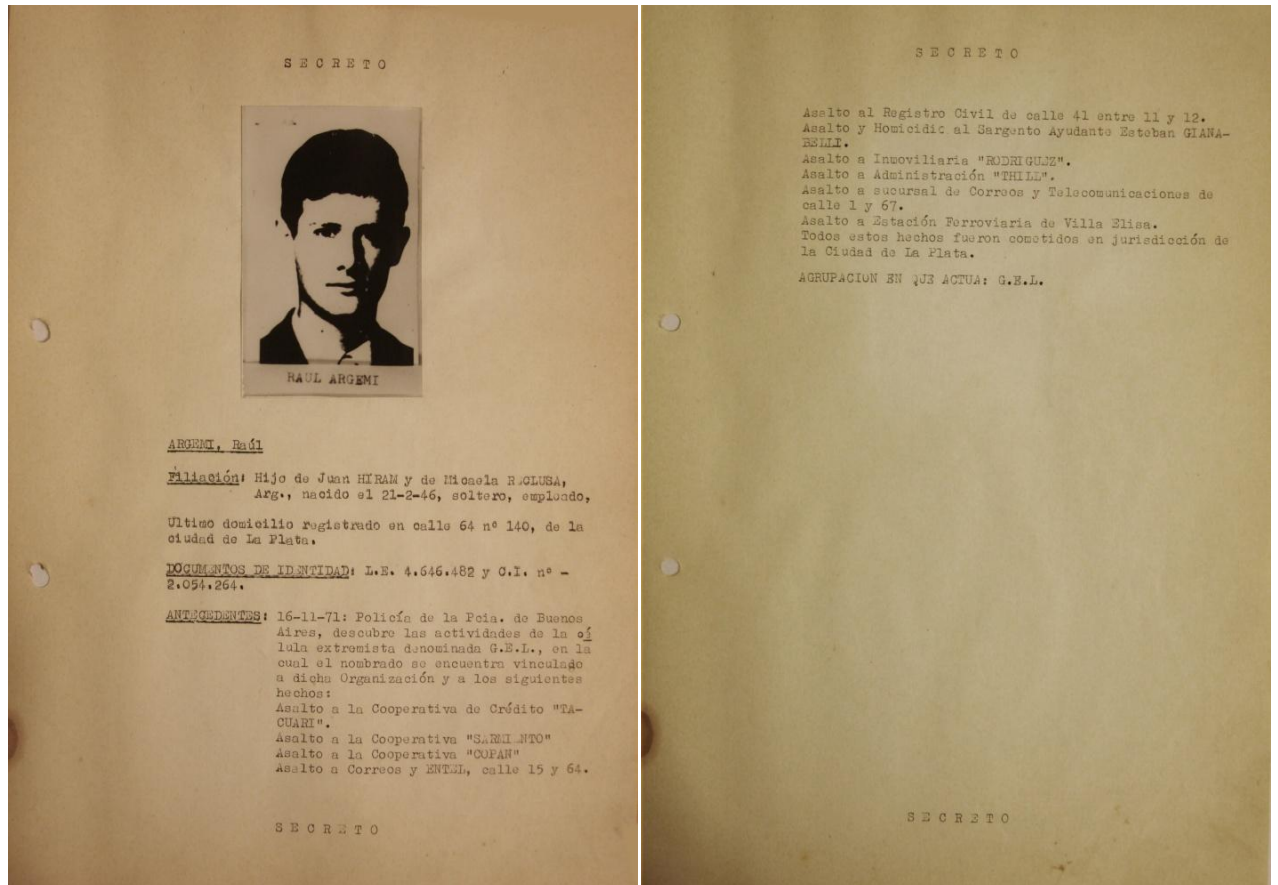 S E C R E T O
RAUL ARGEMI
ARGEMI, Raúl
Filiación: Hijo de Juan HIRAM y de Micaela RECLUSA,
Arg., nacido el 21-2-46, soltero, empleado,
Ultimo domicilio registrado en calle 64 nº 140, de la
ciudad de La Plata.
DOCUMENTOS DE IDENTIDAD: L.E. 4.646.482 y C.I. nº -
2.054.264.
ANTECEDENTES: 16-11-71: Policía de la Pcia. de Buenos
Aires, descubre las actividades de la cé
lula extremista denominada G.E.L., en la
cual el nombrado se encuentra vinculado
a dicha Organización y a los siguientes
hechos:
Asalto a la Cooperativa de Crédito "TA-
CUARI".
Asalto a la Cooperativa "SARMIENTO"
Asalto a la Cooperativa "COPAN"
Asalto a Correos y ENTEL, calle 15 y 64.
S E C R E T O
S E C R E T O
Asalto al Registro Civil de calle 41 entre 11 y 12.
Asalto y Homicidio al Sargento Ayudante Esteban GIANA-
BELLI.
Asalto a Inmoviliaria "RODRIGUEZ".
Asalto a Administración "THILL".
Asalto a sucursal de Correos y Telecomunicaciones de
calle 1 y 67.
Asalto a Estación Ferroviaria de Villa Elisa.
Todos estos hechos fueron cometidos en jurisdicción de
la Ciudad de La Plata.
AGRUPACION EN QUE ACTUA: G.E.L.
S E C R E T O